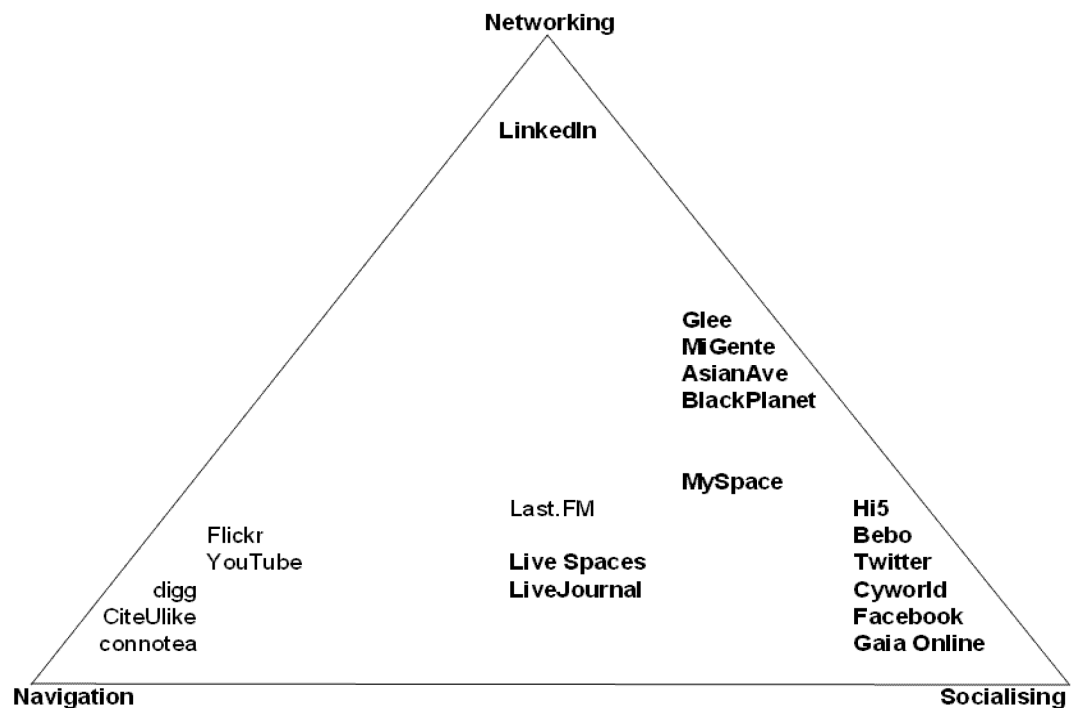 Networking
LinkedIn
Glee
MiGente
AsianAve
BlackPlanet
MySpace
Last.FM
Hi5
Flickr
Bebo
YouTube
Live Spaces
Twitter
digg
LiveJournal
Cyworld
CiteUlike
Facebook
connotea
Gaia Online
Navigation
Socialising